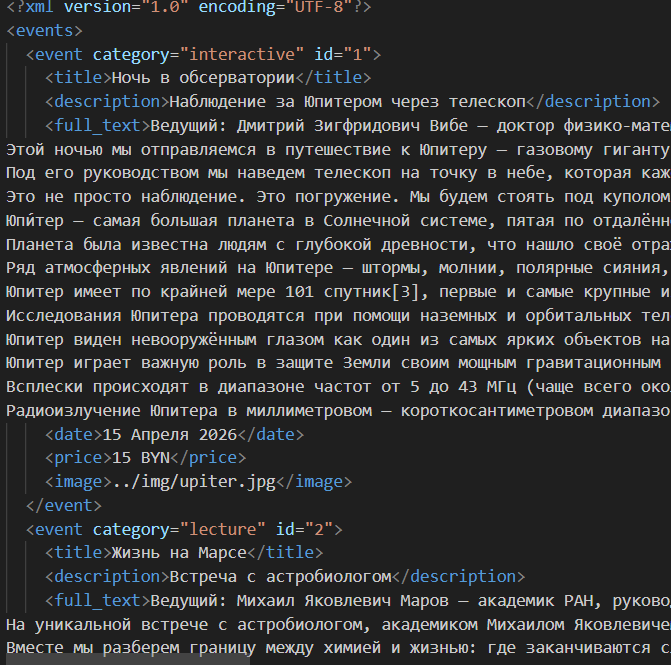 <?xml version="1.0" encoding="UTF-8"?>
<events>
<event category="interactive" id="1">
<title>Ночь в обсерватории</title>
<description>Наблюдение за Юпитером через телескоп</description>
<full_text>Ведущий: Дмитрий Зигфридович Вибе — доктор физико-мате
Этой ночью мы отправляемся в путешествие к Юпитеру — газовому гиганту
Под его руководством мы наведем телескоп на точку в небе, которая каж
Это не просто наблюдение. Это погружение. Мы будем стоять под куполом
Юпи́тер — самая большая планета в Солнечной системе, пятая по отдалённ
Планета была известна людям с глубокой древности, что нашло своё отра
Ряд атмосферных явлений на Юпитере — штормы, молнии, полярные сияния,
Юпитер имеет по крайней мере 101 спутник[3], первые и самые крупные и
Исследования Юпитера проводятся при помощи наземных и орбитальных тел
Юпитер виден невооружённым глазом как один из самых ярких объектов на
Юпитер играет важную роль в защите Земли своим мощным гравитационным
Всплески происходят в диапазоне частот от 5 до 43 МГц (чаще всего око
Радиоизлучение Юпитера в миллиметровом — короткосантиметровом диапазо
<date>15 Апреля 2026</date>
<price>15 BYN</price>
<image>../img/upiter.jpg</image>
</event>
<event category="lecture" id="2">
<title>Жизнь на Марсе</title>
<description>Встреча с астробиологом</description>
<full_text>Ведущий: Михаил Яковлевич Маров — академик РАН, руково
На уникальной встрече с астробиологом, академиком Михаилом Яковлевиче
Вместе мы разберем границу между химией и жизнью: где заканчиваются с